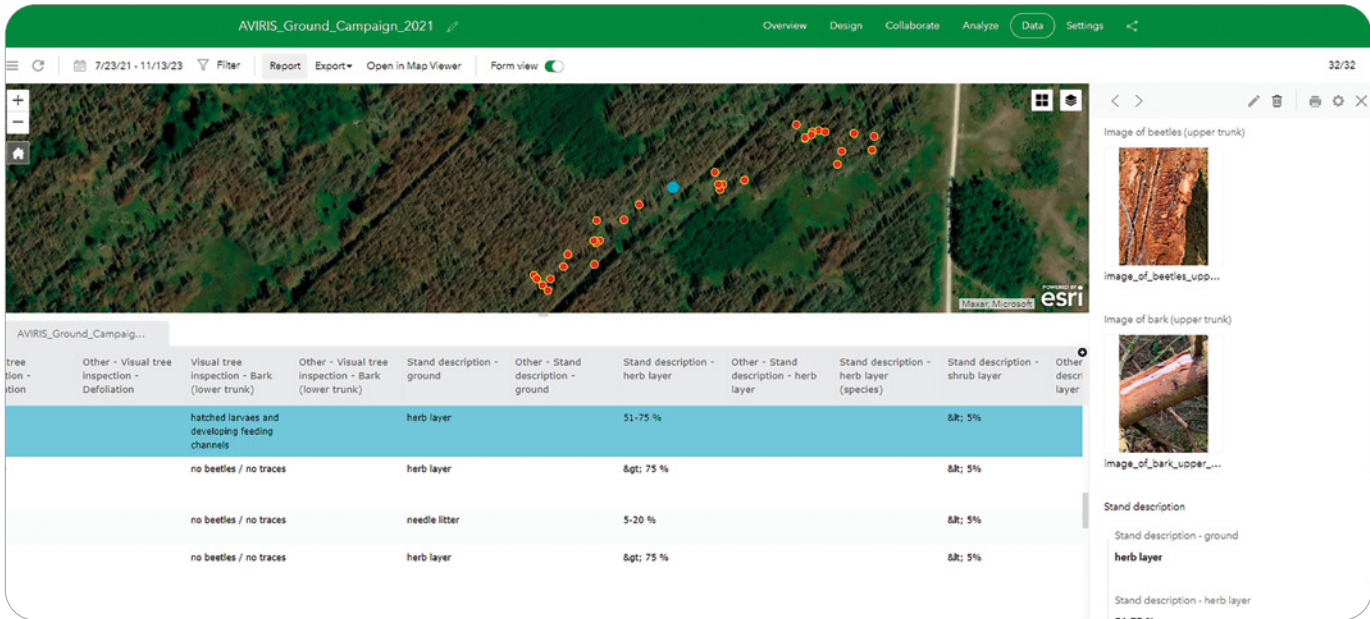 AVIRIS_Ground_Campaign_2021
Overview Design Collaborate Analyze Data Settings
7/23/21 - 11/13/23 Filter Report Export Open in Map Viewer Form view 32/32
Image of beetles (upper trunk)
image_of_beetles_upp...
Maxar, Microsoft
POWERED BY
esri
Image of bark (upper trunk)
image_of_bark_upper_...
AVIRIS_Ground_Campaig...
tree Other - Visual tree Visual tree Other - Visual tree Stand description - Other - Stand Stand description - Other - Stand Stand description - Stand description - Other
tion - inspection - inspection - Bark inspection - Bark ground description - herb layer description - herb herb layer shrub layer descri
ation Defoliation (lower trunk) (lower trunk) ground layer (species) layer
hatched larvaes and herb layer 51-75 % &lt; 5%
developing feeding
channels
no beetles / no traces herb layer &gt; 75 % &lt; 5%
no beetles / no traces needle litter 5-20 % &lt; 5%
no beetles / no traces herb layer &gt; 75 % &lt; 5%
Stand description
Stand description - ground
herb layer
Stand description - herb layer